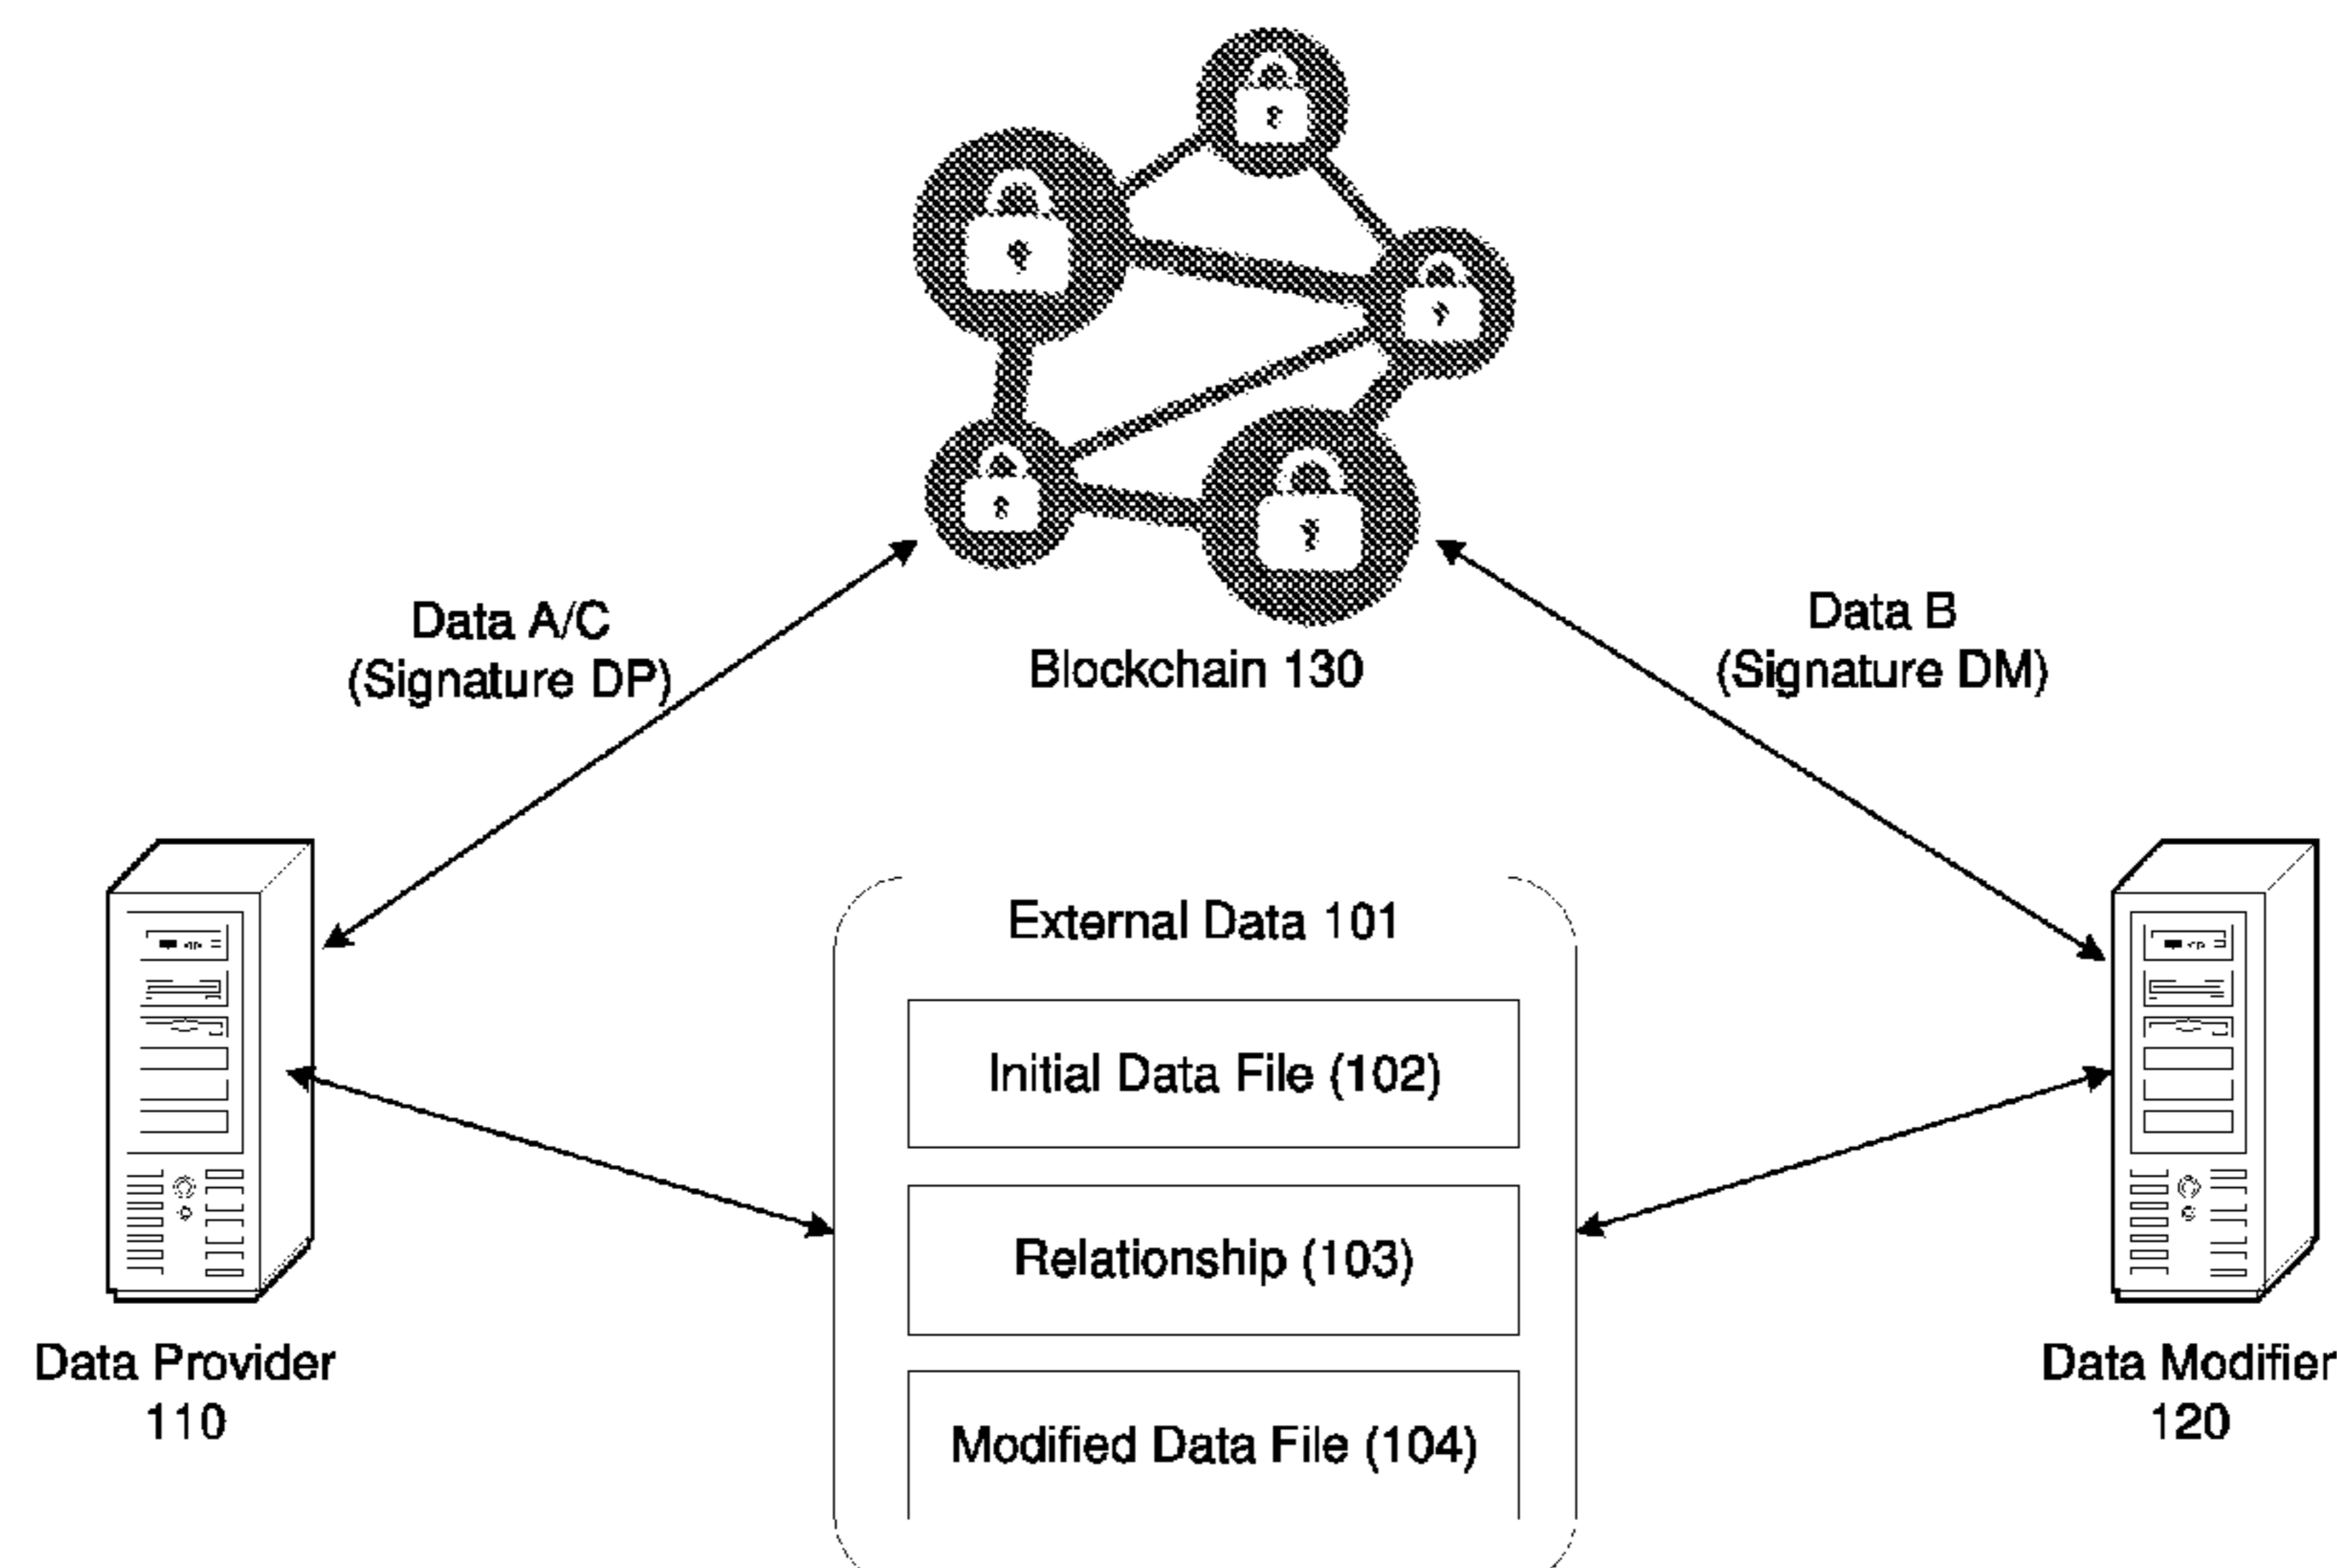 Data A/C
(Signature DP)
Blockchain 130
Data B
(Signature DM)
External Data 101
Initial Data File (102)
Relationship (103)
Modified Data File (104)
Data Provider
110
Data Modifier
120